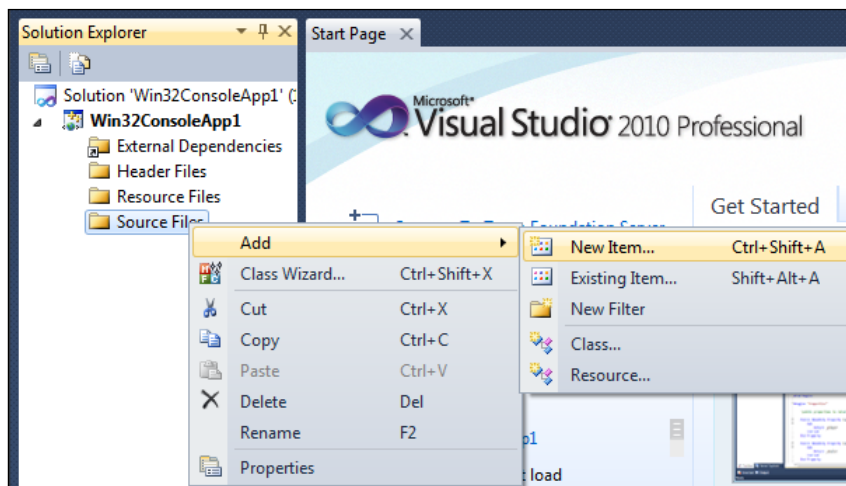 Solution Explorer
Start Page
Solution 'Win32ConsoleApp1' (
Win32ConsoleApp1
External Dependencies
Header Files
Resource Files
Source Files
Microsoft
Visual Studio 2010 Professional
Get Started
Add
Class Wizard... Ctrl+Shift+X
Cut Ctrl+X
Copy Ctrl+C
Paste Ctrl+V
Delete Del
Rename F2
Properties
New Item... Ctrl+Shift+A
Existing Item... Shift+Alt+A
New Filter
Class...
Resource...
load